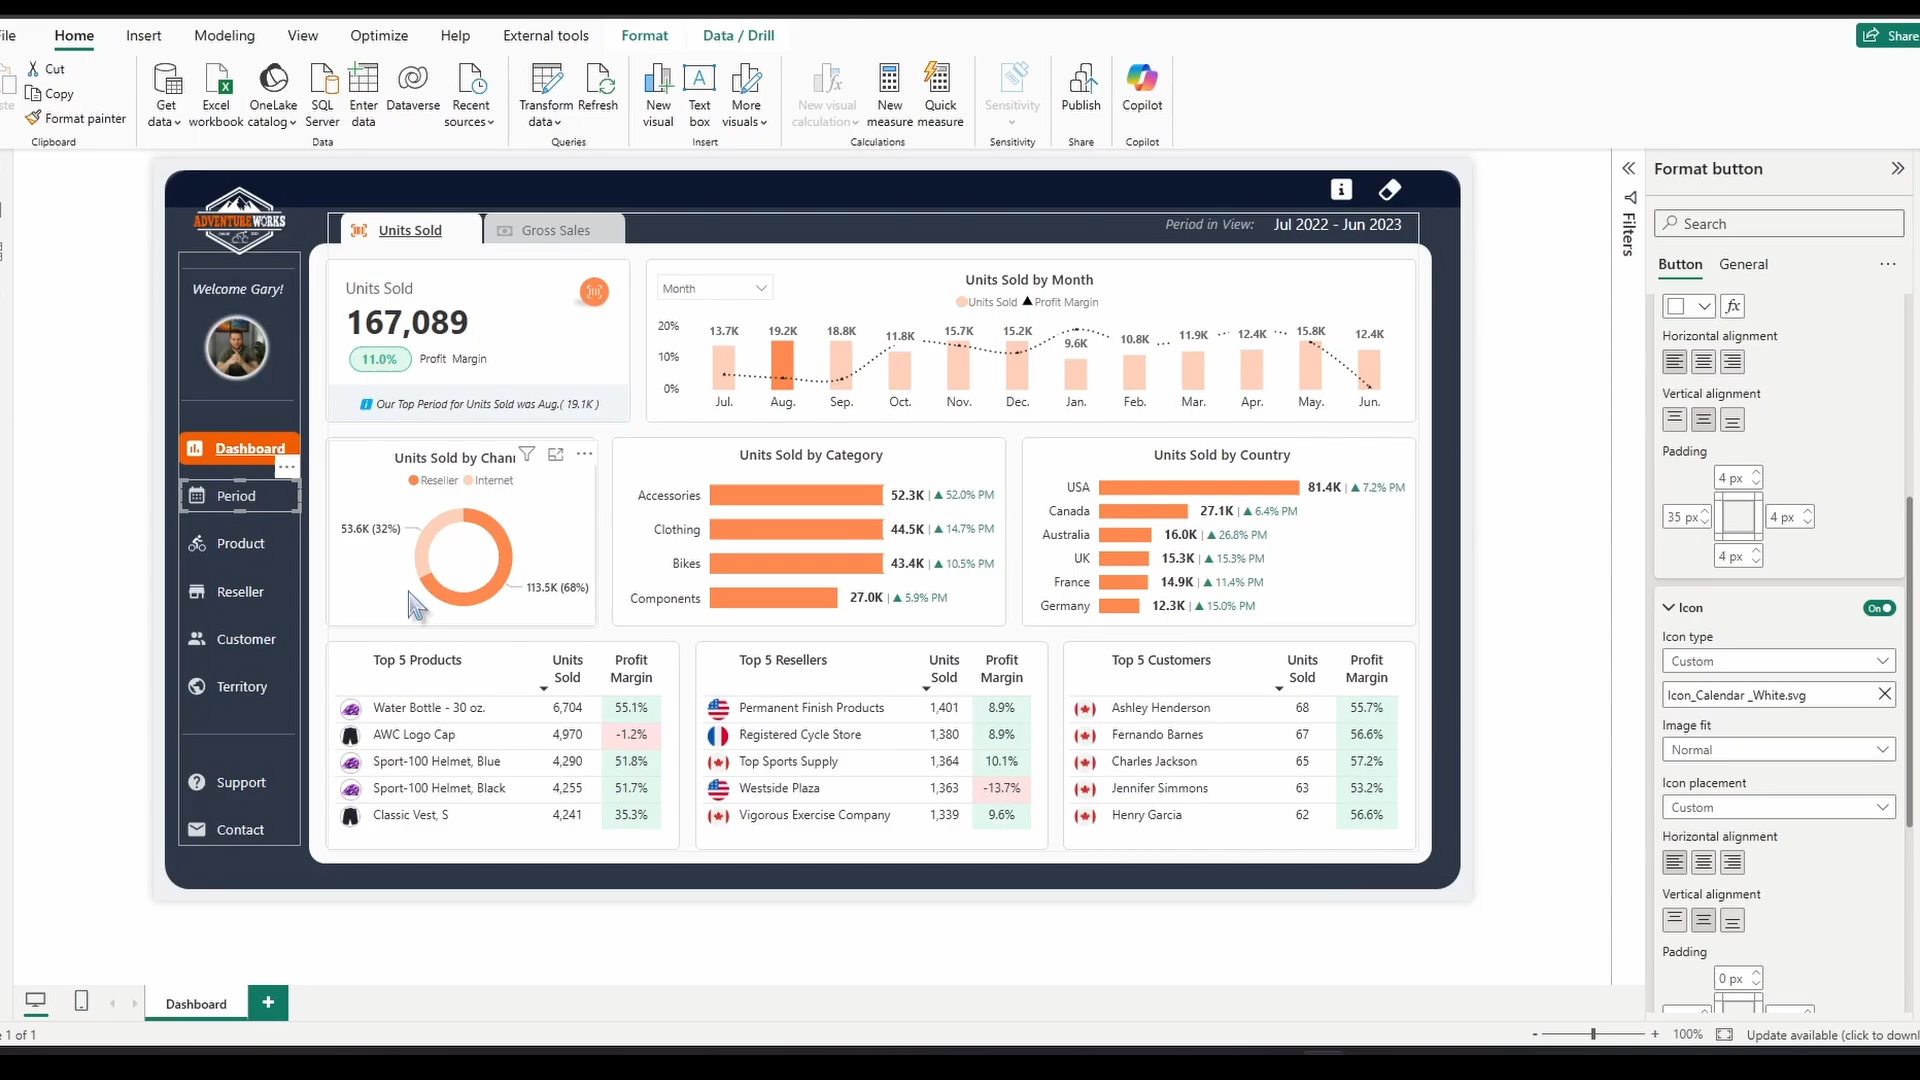 File
Home
Insert
Modeling
View
Optimize
Help
External tools
Format
Data / Drill
Share
Cut
Copy
Format painter
Clipboard
Get data
Excel workbook
OneLake catalog
SQL Server
Enter data
Dataverse
Recent sources
Data
Transform data
Refresh
Queries
New visual
Text box
More visuals
Insert
New visual calculation
New measure
Quick measure
Calculations
Sensitivity
Sensitivity
Publish
Share
Copilot
Copilot
ADVENTUREWORKS
Welcome Gary!
Dashboard
Period
Product
Reseller
Customer
Territory
Support
Contact
Units Sold
Gross Sales
Period in View: Jul 2022 - Jun 2023
Units Sold
167,089
11.0% Profit Margin
Our Top Period for Units Sold was Aug.( 19.1K )
Month
Units Sold by Month
Units Sold Profit Margin
20%
10%
0%
13.7K 19.2K 18.8K 11.8K 15.7K 15.2K 9.6K 10.8K 11.9K 12.4K 15.8K 12.4K
Jul. Aug. Sep. Oct. Nov. Dec. Jan. Feb. Mar. Apr. May. Jun.
Units Sold by Chan
Reseller Internet
53.6K (32%)
113.5K (68%)
Units Sold by Category
Accessories 52.3K | ▲ 52.0% PM
Clothing 44.5K | ▲ 14.7% PM
Bikes 43.4K | ▲ 10.5% PM
Components 27.0K | ▲ 5.9% PM
Units Sold by Country
USA 81.4K | ▲ 7.2% PM
Canada 27.1K | ▲ 6.4% PM
Australia 16.0K | ▲ 26.8% PM
UK 15.3K | ▲ 15.3% PM
France 14.9K | ▲ 11.4% PM
Germany 12.3K | ▲ 15.0% PM
Top 5 Products Units Sold Profit Margin
Water Bottle - 30 oz. 6,704 55.1%
AWC Logo Cap 4,970 -1.2%
Sport-100 Helmet, Blue 4,290 51.8%
Sport-100 Helmet, Black 4,255 51.7%
Classic Vest, S 4,241 35.3%
Top 5 Resellers Units Sold Profit Margin
Permanent Finish Products 1,401 8.9%
Registered Cycle Store 1,380 8.9%
Top Sports Supply 1,364 10.1%
Westside Plaza 1,363 -13.7%
Vigorous Exercise Company 1,339 9.6%
Top 5 Customers Units Sold Profit Margin
Ashley Henderson 68 55.7%
Fernando Barnes 67 56.6%
Charles Jackson 65 57.2%
Jennifer Simmons 63 53.2%
Henry Garcia 62 56.6%
Filters
Format button
Search
Button
General
fx
Horizontal alignment
Vertical alignment
Padding
4 px
35 px
4 px
4 px
Icon
On
Icon type
Custom
Icon_Calendar _White.svg
Image fit
Normal
Icon placement
Custom
Horizontal alignment
Vertical alignment
Padding
0 px
Dashboard
1 of 1
100%
Update available (click to downl